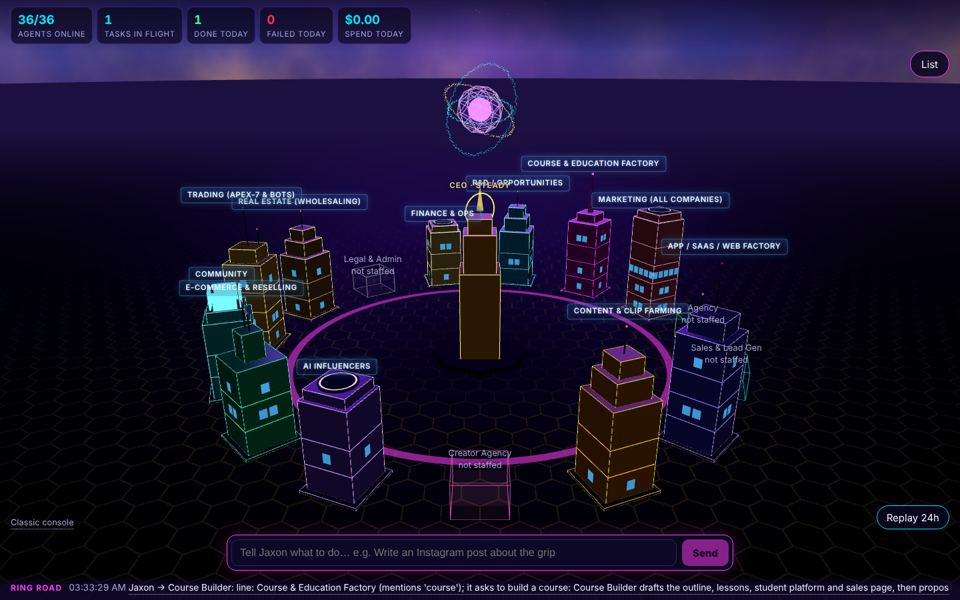 36/36
AGENTS ONLINE
1
TASKS IN FLIGHT
1
DONE TODAY
0
FAILED TODAY
$0.00
SPEND TODAY
List
COURSE & EDUCATION FACTORY
CEO · STEADY
R&D / OPPORTUNITIES
TRADING (APEX-7 & BOTS)
REAL ESTATE (WHOLESALING)
MARKETING (ALL COMPANIES)
FINANCE & OPS
APP / SAAS / WEB FACTORY
Legal & Admin
not staffed
COMMUNITY
E-COMMERCE & RESELLING
CONTENT & CLIP FARMING
Agency
not staffed
Sales & Lead Gen
not staffed
AI INFLUENCERS
Creator Agency
not staffed
Classic console
Replay 24h
Tell Jaxon what to do... e.g. Write an Instagram post about the grip
Send
RING ROAD 03:33:29 AM Jaxon → Course Builder: line: Course & Education Factory (mentions 'course'); it asks to build a course: Course Builder drafts the outline, lessons, student platform and sales page, then propos